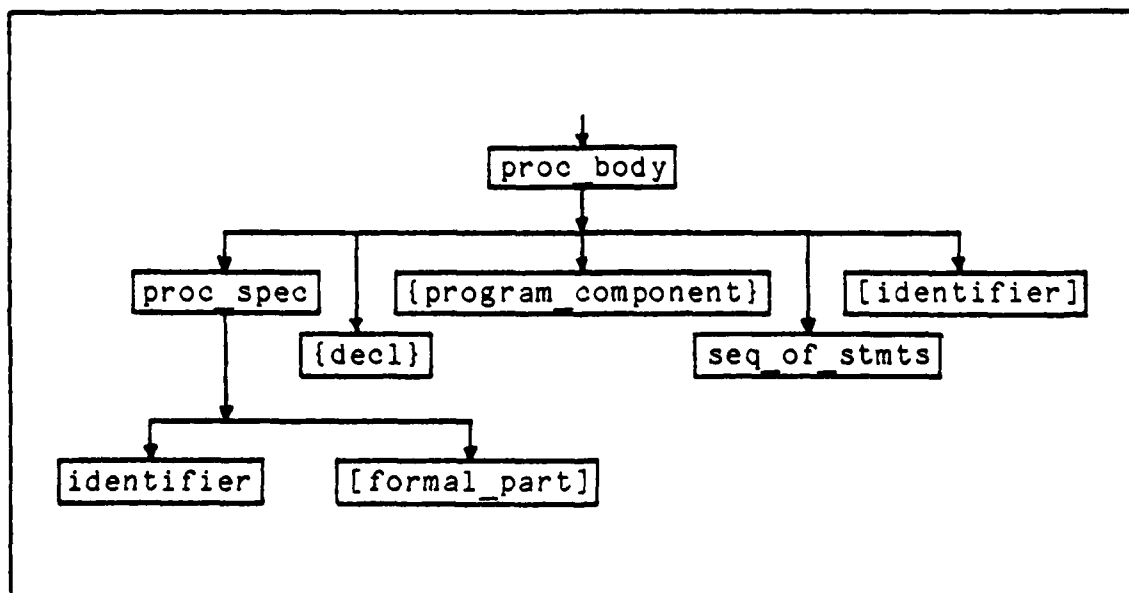 proc_body
proc_spec
{program_component}
[identifier]
{decl}
seq_of_stmts
identifier
[formal_part]